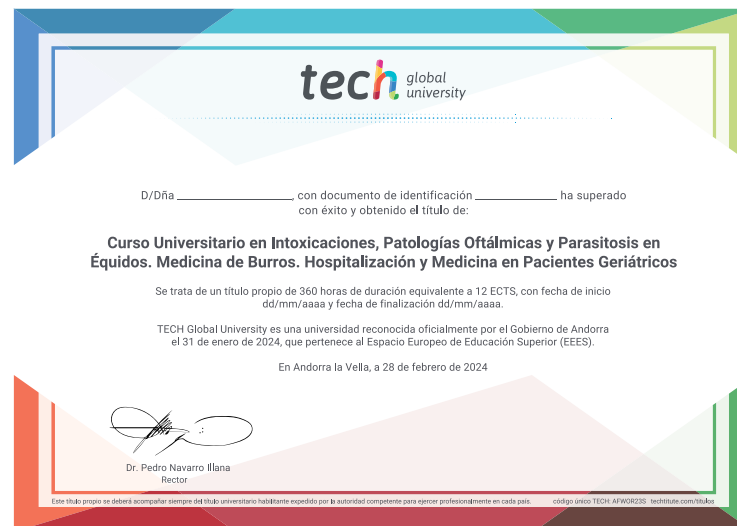 tech global
university
D/Dña ____________________, con documento de identificación ______________ ha superado
con éxito y obtenido el título de:
Curso Universitario en Intoxicaciones, Patologías Oftálmicas y Parasitosis en
Équidos. Medicina de Burros. Hospitalización y Medicina en Pacientes Geriátricos
Se trata de un título propio de 360 horas de duración equivalente a 12 ECTS, con fecha de inicio
dd/mm/aaaa y fecha de finalización dd/mm/aaaa.
TECH Global University es una universidad reconocida oficialmente por el Gobierno de Andorra
el 31 de enero de 2024, que pertenece al Espacio Europeo de Educación Superior (EEES).
En Andorra la Vella, a 28 de febrero de 2024
Dr. Pedro Navarro Illana
Rector
Este título propio se deberá acompañar siempre del título universitario habilitante expedido por la autoridad competente para ejercer profesionalmente en cada país. código único TECH: AFWOR23S techtitute.com/titulos